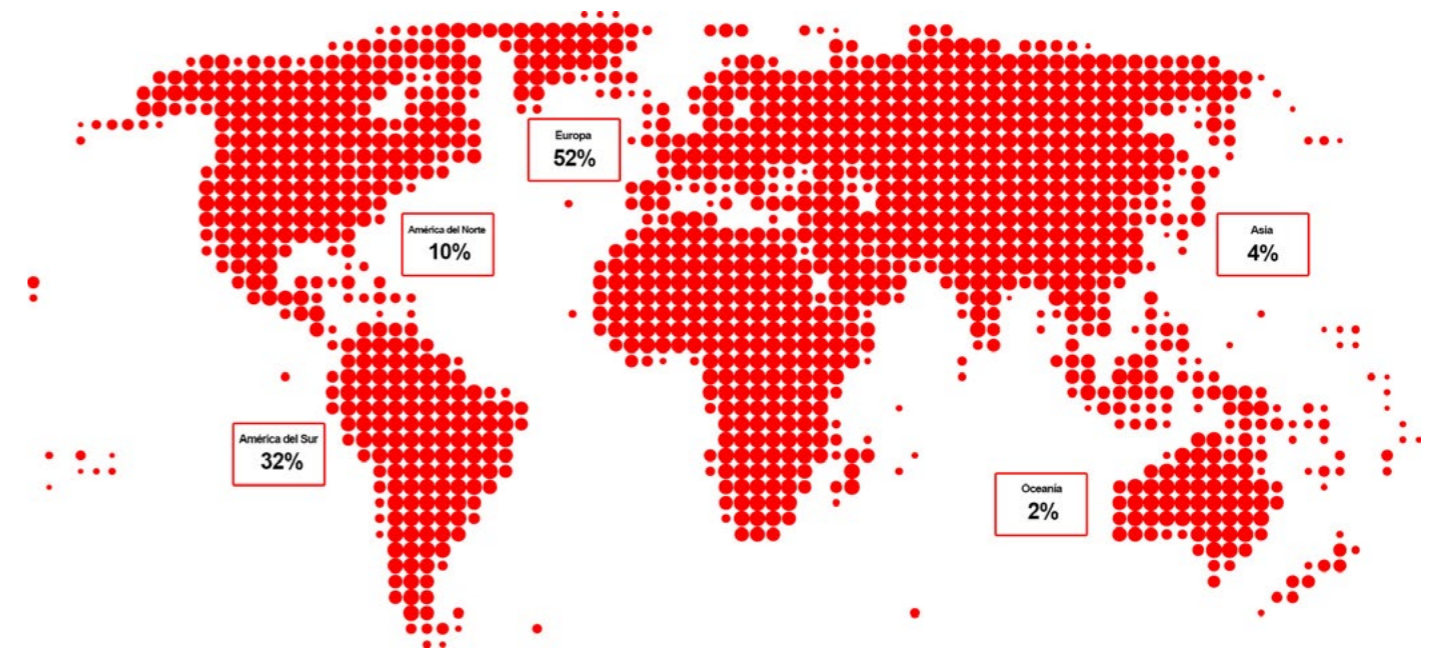 Europa
52%
América del Norte
10%
Asia
4%
América del Sur
32%
Oceanía
2%